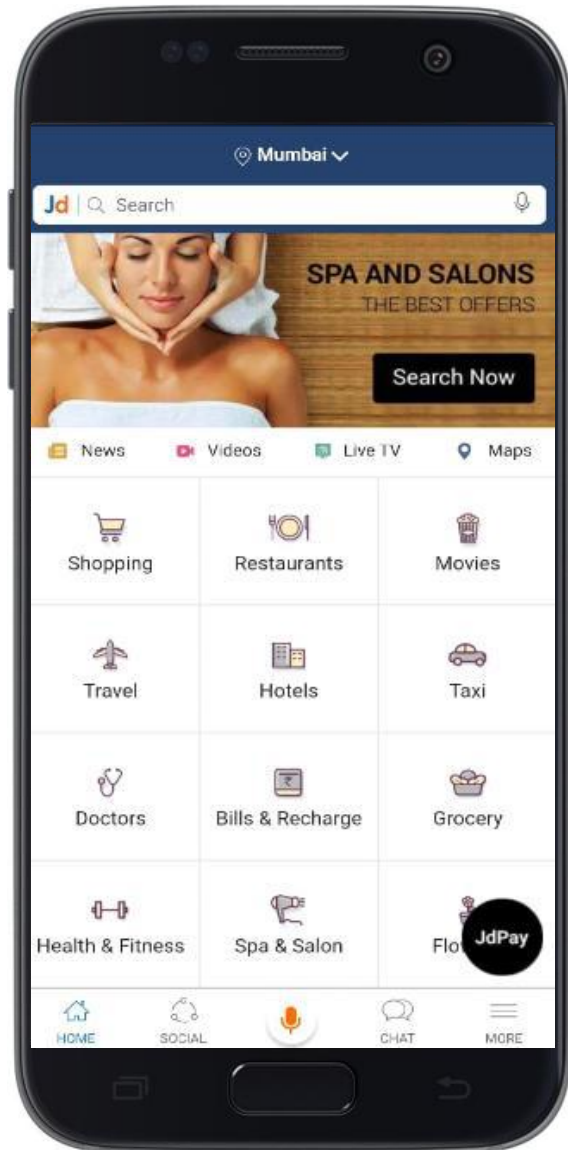 Mumbai
Jd Search
SPA AND SALONS
THE BEST OFFERS
Search Now
News Videos Live TV Maps
Shopping Restaurants Movies
Travel Hotels Taxi
₹
Doctors Bills & Recharge Grocery
Health & Fitness Spa & Salon
JdPay
HOME SOCIAL CHAT MORE